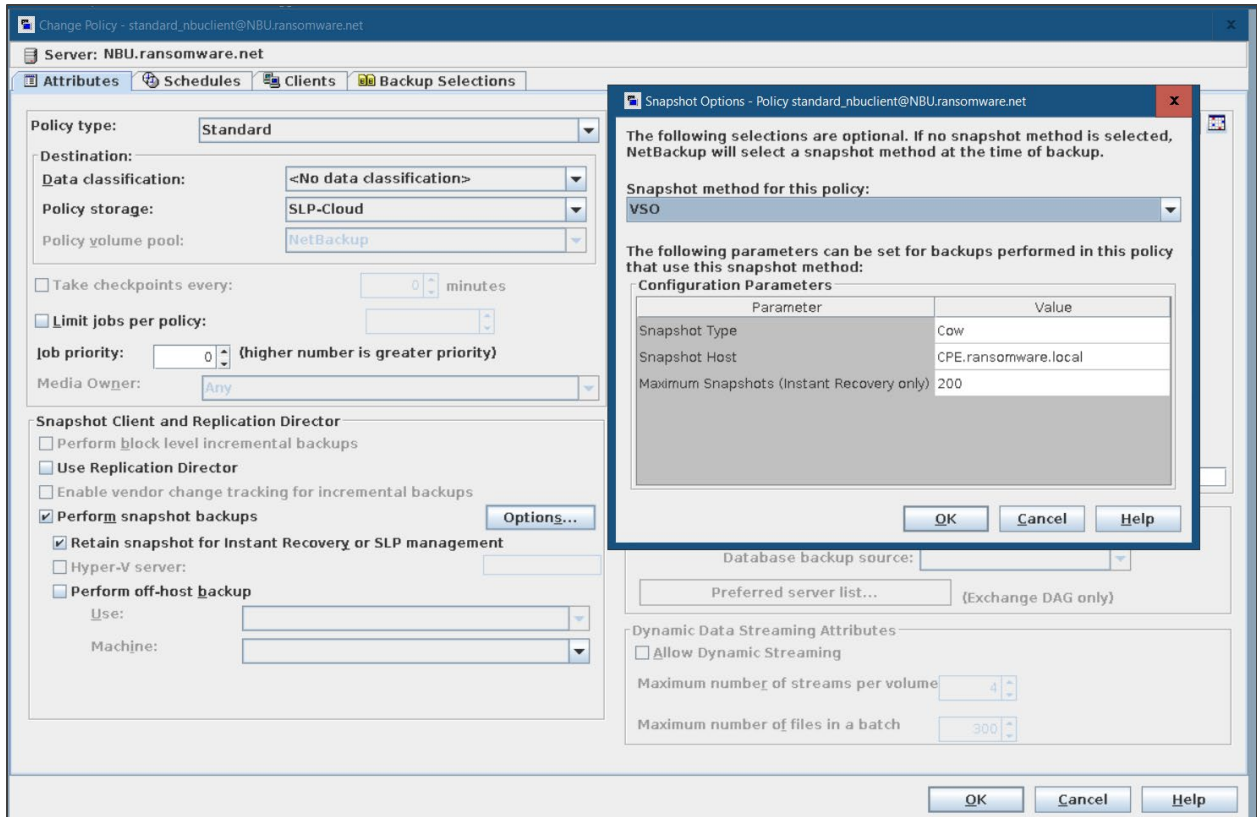 Change Policy - standard_nbuclient@NBU.ransomware.net
x
Server: NBU.ransomware.net
Attributes Schedules Clients Backup Selections
Policy type: Standard
Destination:
Data classification: <No data classification>
Policy storage: SLP-Cloud
Policy volume pool: NetBackup
Take checkpoints every: 0 minutes
Limit jobs per policy:
Job priority: 0 (higher number is greater priority)
Media Owner: Any
Snapshot Client and Replication Director
Perform block level incremental backups
Use Replication Director
Enable vendor change tracking for incremental backups
Perform snapshot backups Options...
Retain snapshot for Instant Recovery or SLP management
Hyper-V server:
Perform off-host backup
Use:
Machine:
Snapshot Options - Policy standard_nbuclient@NBU.ransomware.net
x
The following selections are optional. If no snapshot method is selected,
NetBackup will select a snapshot method at the time of backup.
Snapshot method for this policy:
VSO
The following parameters can be set for backups performed in this policy
that use this snapshot method:
Configuration Parameters
Parameter Value
Snapshot Type Cow
Snapshot Host CPE.ransomware.local
Maximum Snapshots (Instant Recovery only) 200
OK Cancel Help
Database backup source:
Preferred server list... (Exchange DAG only)
Dynamic Data Streaming Attributes
Allow Dynamic Streaming
Maximum number of streams per volume 4
Maximum number of files in a batch 300
OK Cancel Help